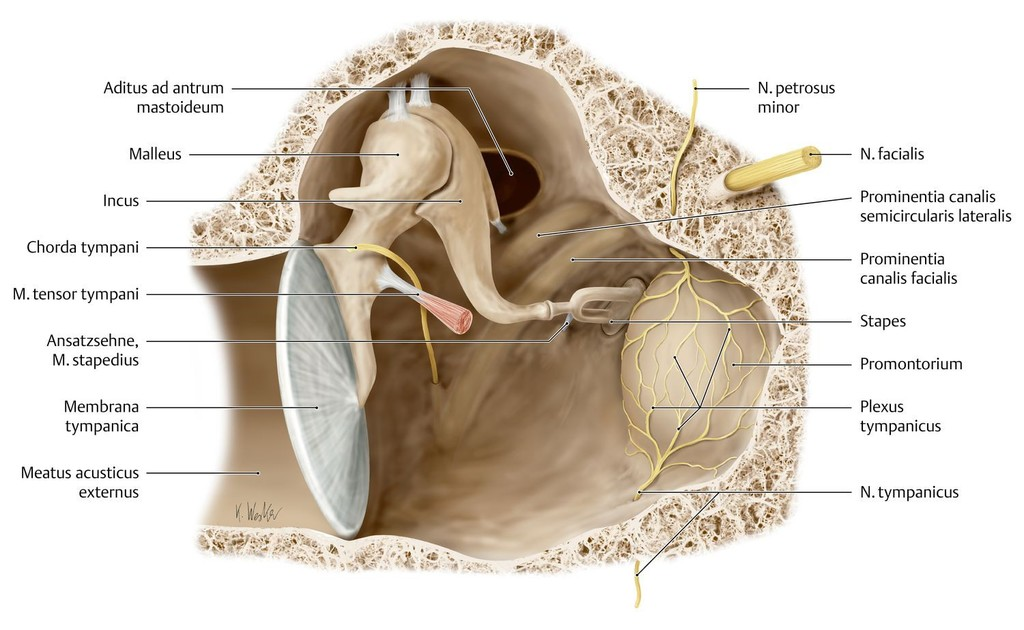 Aditus ad antrum
mastoideum
Malleus
Incus
Chorda tympani
M. tensor tympani
Ansatzsehne,
M. stapedius
Membrana
tympanica
Meatus acusticus
externus
K. Wesker
N. petrosus
minor
N. facialis
Prominentia canalis
semicircularis lateralis
Prominentia
canalis facialis
Stapes
Promontorium
Plexus
tympanicus
N. tympanicus